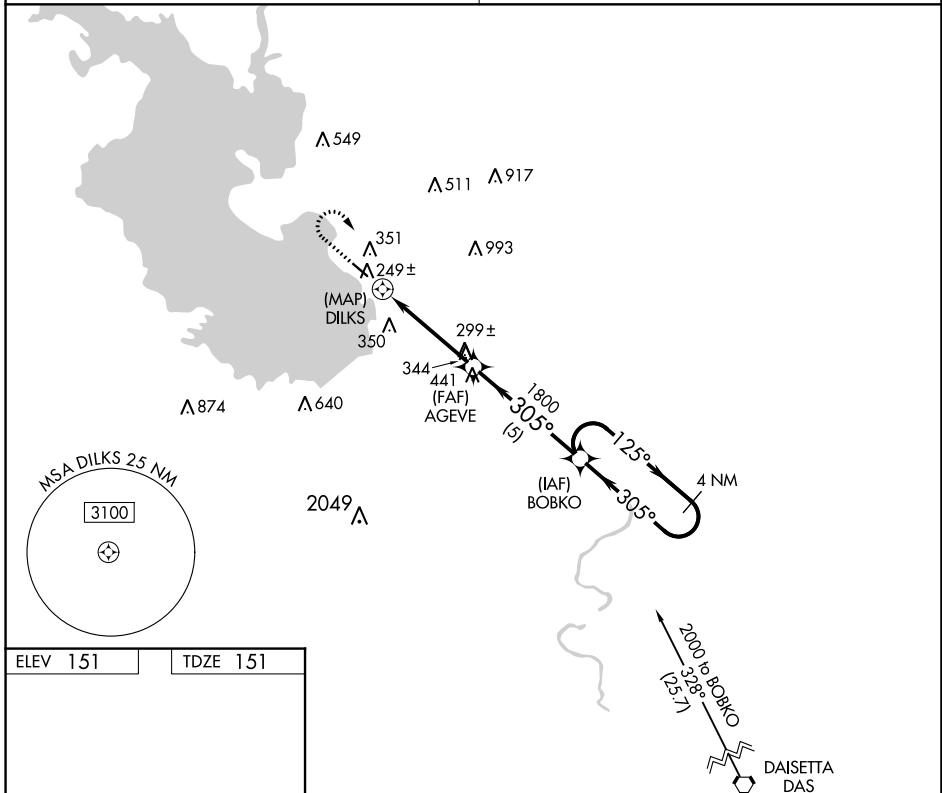 549
511
917
351
993
249±
(MAP)
DILKS
350
299±
344
441
(FAF)
AGEVE
1800
305°
(5)
874
640
125°
4 NM
(IAF)
BOBKO
305°
MSA DILKS 25 NM
3100
2049
2000 to BOBKO
328°
(25.7)
ELEV 151
TDZE 151
DAISETTA
DAS